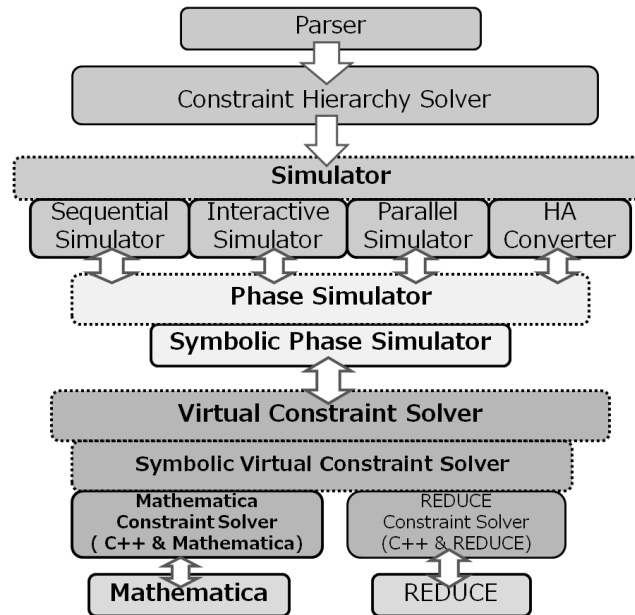 Parser
Constraint Hierarchy Solver
Simulator
Sequential
Simulator
Interactive
Simulator
Parallel
Simulator
HA
Converter
Phase Simulator
Symbolic Phase Simulator
Virtual Constraint Solver
Symbolic Virtual Constraint Solver
Mathematica
Constraint Solver
( C++ & Mathematica)
REDUCE
Constraint Solver
(C++ & REDUCE)
Mathematica
REDUCE